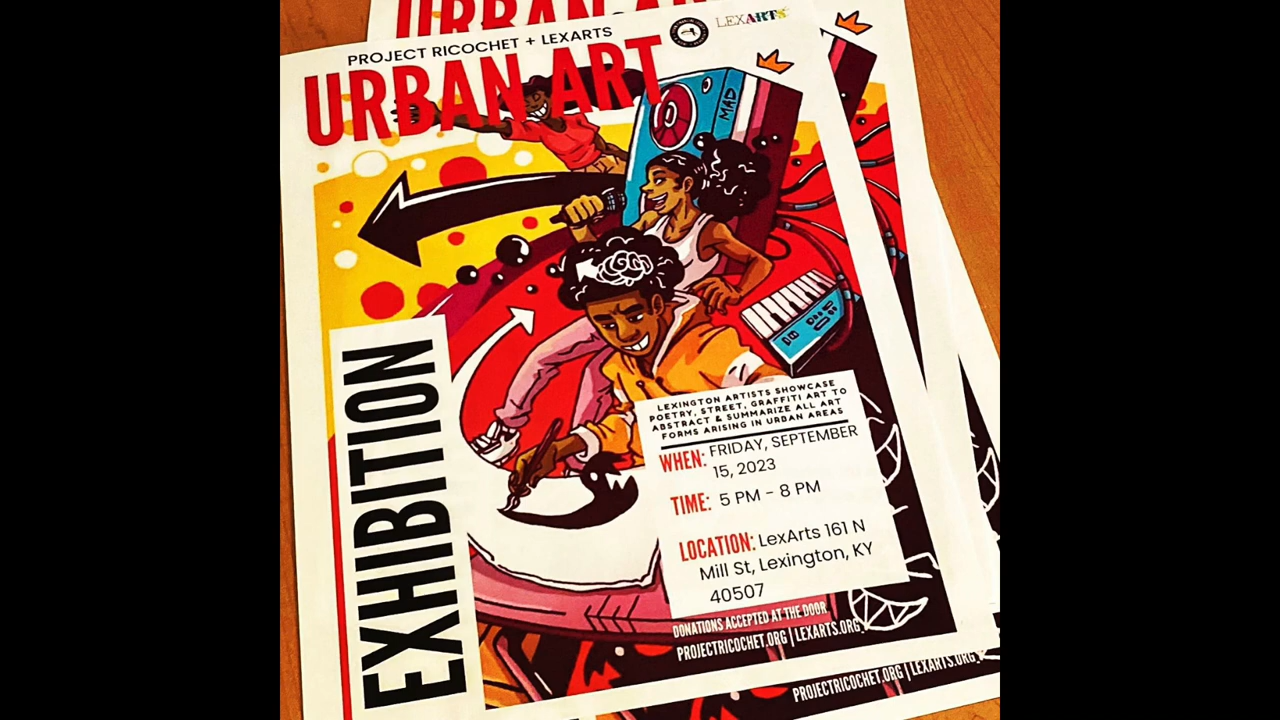 URBAN ART
PROJECT RICOCHET + LEXARTS
LEXARTS
URBAN ART
MAD
EXHIBITION
LEXINGTON ARTISTS SHOWCASE
POETRY, STREET, GRAFFITI ART TO
ABSTRACT & SUMMARIZE ALL ART
FORMS ARISING IN URBAN AREAS
WHEN: FRIDAY, SEPTEMBER
15, 2023
TIME: 5 PM - 8 PM
LOCATION: LexArts 161 N
Mill St, Lexington, KY
40507
DONATIONS ACCEPTED AT THE DOOR
PROJECTRICOCHET.ORG | LEXARTS.ORG
PROJECTRICOCHET.ORG | LEXARTS.ORG